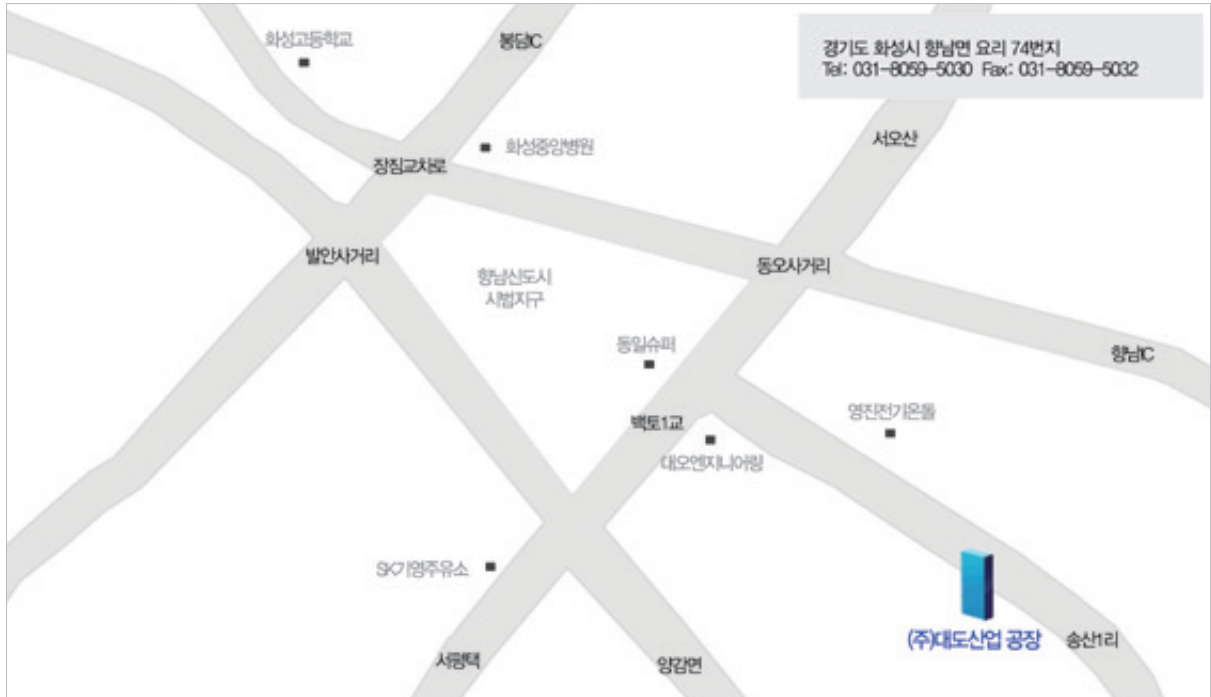 화성고등학교
봉담IC
경기도 화성시 향남면 요리 74번지
Tel: 031-8059-5030 Fax: 031-8059-5032
서오산
화성중앙병원
장짐교차로
발안사거리
동오사거리
향남신도시
시범지구
동일슈퍼
향남IC
영진전기온돌
백토1교
대오엔지니어링
SK기영주유소
(주)대도산업 공장
송산1리
서평택
양감면